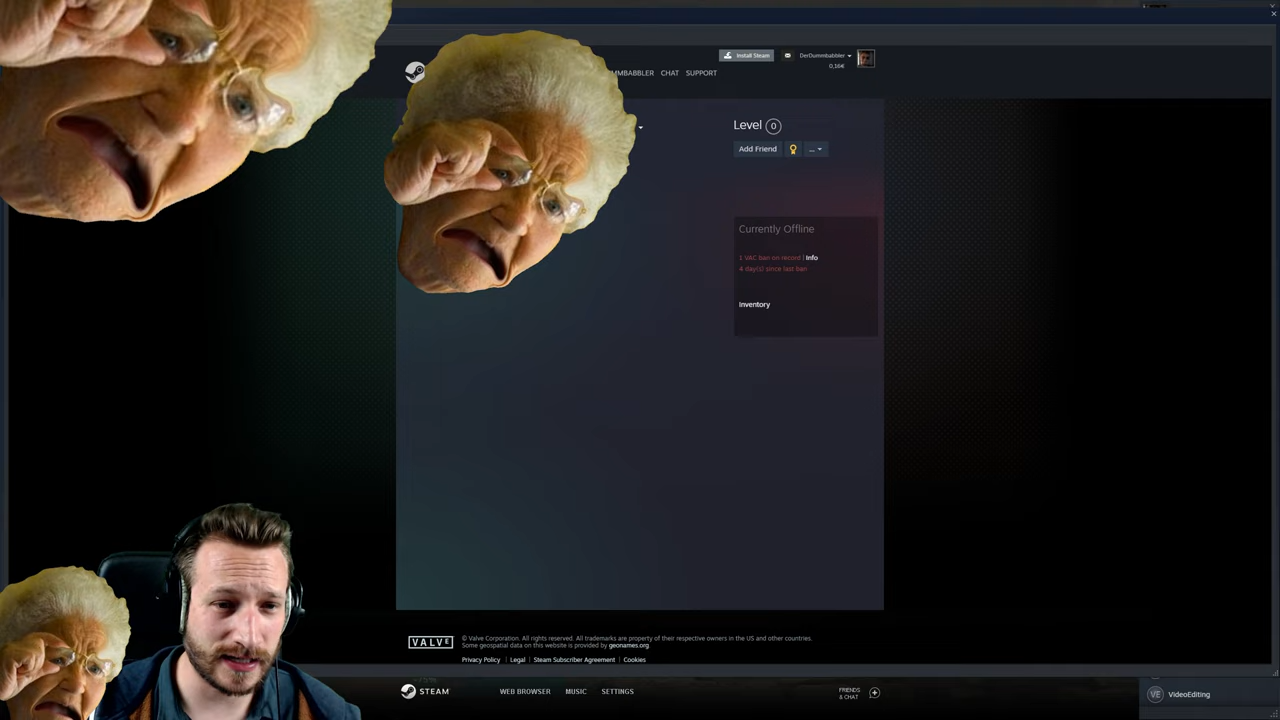 Install Steam
DerDummbabbler
0,16€
MMBABBLER CHAT SUPPORT
Level 0
Add Friend ...
Currently Offline
1 VAC ban on record | Info
4 day(s) since last ban
Inventory
VALVE
© Valve Corporation. All rights reserved. All trademarks are property of their respective owners in the US and other countries.
Some geospatial data on this website is provided by geonames.org.
Privacy Policy | Legal | Steam Subscriber Agreement | Cookies
STEAM WEB BROWSER MUSIC SETTINGS
FRIENDS
& CHAT
VE VideoEditing